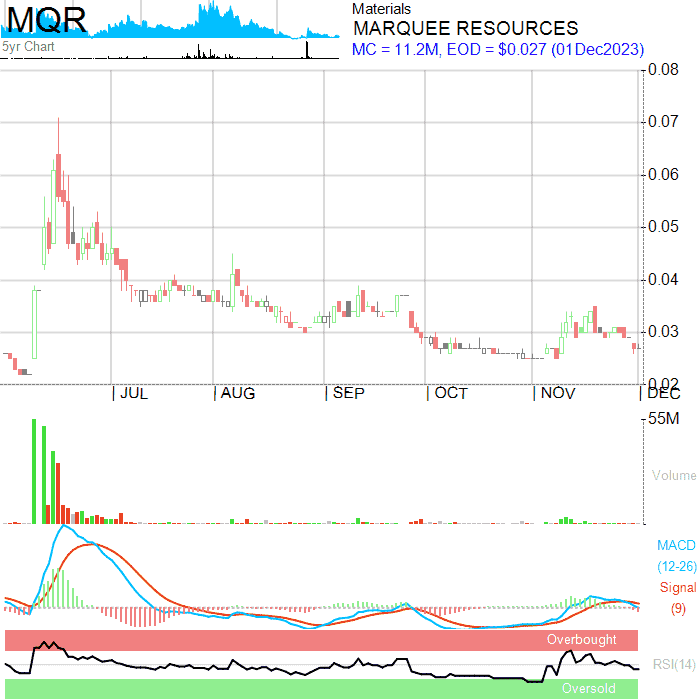 MQR
5yr Chart
Materials
MARQUEE RESOURCES
MC = 11.2M, EOD = $0.027 (01Dec2023)
0.08
0.07
0.06
0.05
0.04
0.03
0.02
JUL AUG SEP OCT NOV DEC
55M
Volume
MACD
(12-26)
Signal
(9)
Overbought
RSI(14)
Oversold